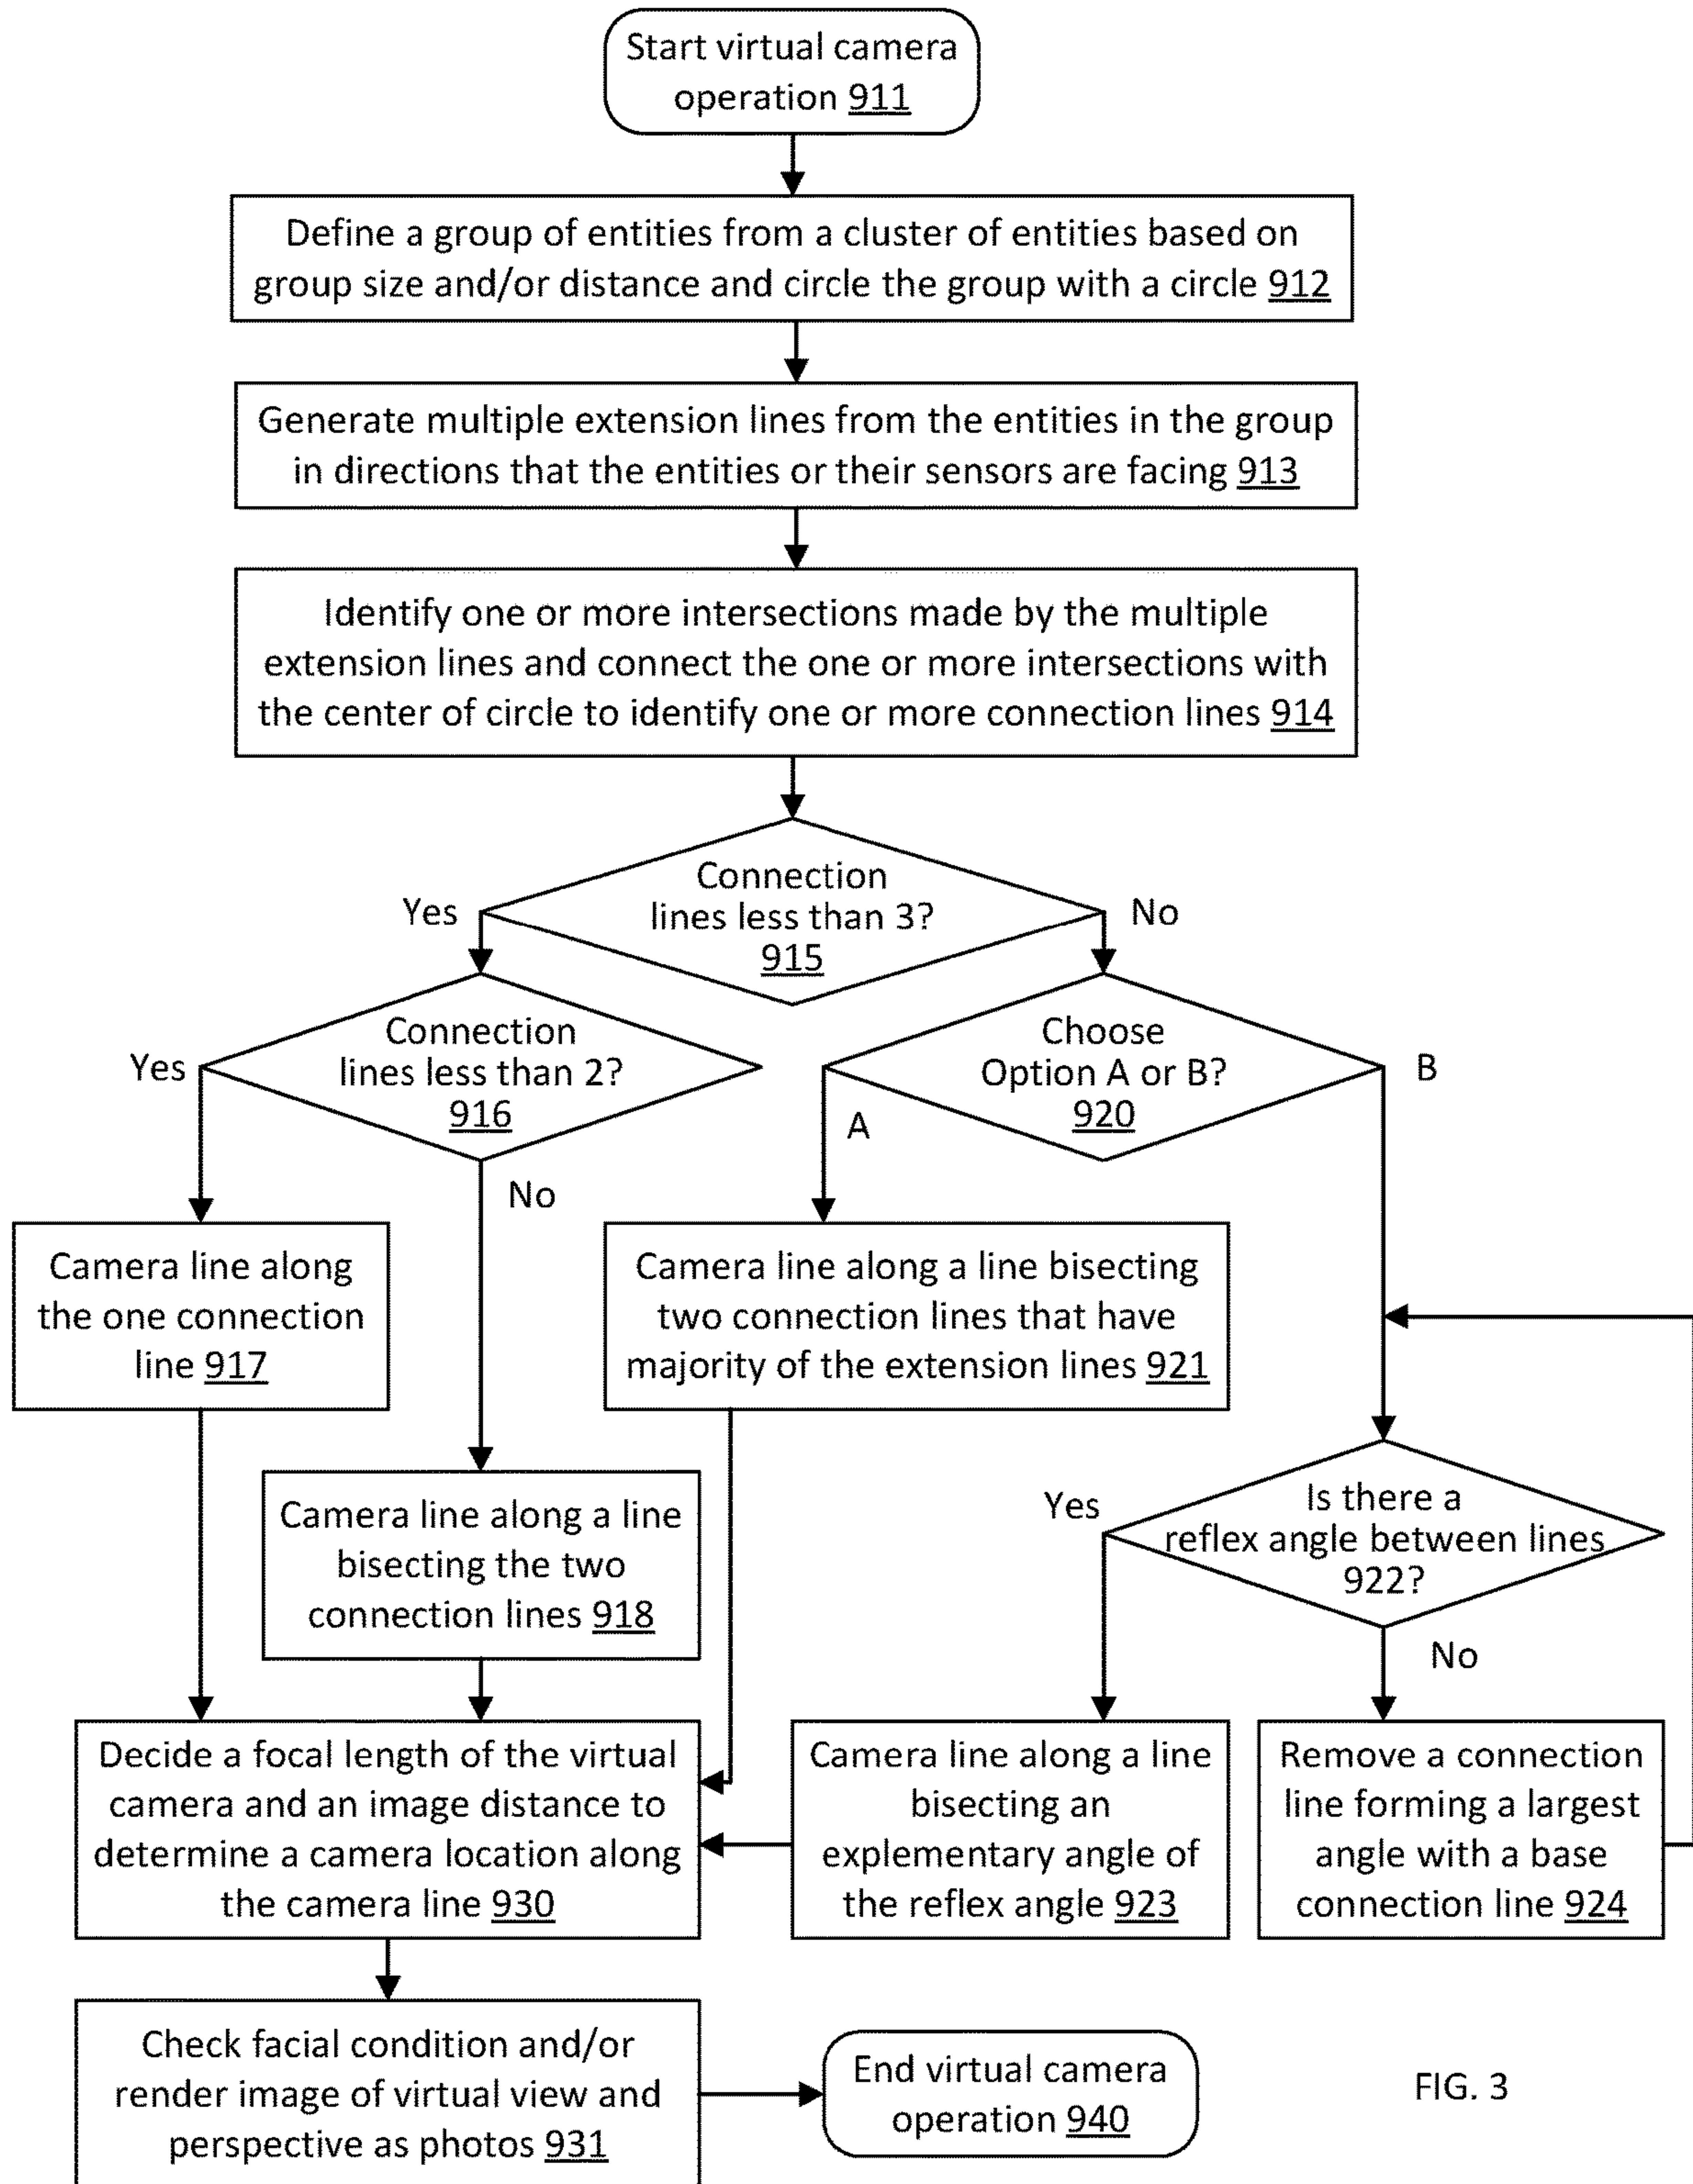 Start virtual camera
operation 911
Define a group of entities from a cluster of entities based on
group size and/or distance and circle the group with a circle 912
Generate multiple extension lines from the entities in the group
in directions that the entities or their sensors are facing 913
Identify one or more intersections made by the multiple
extension lines and connect the one or more intersections with
the center of circle to identify one or more connection lines 914
Connection
lines less than 3?
915
Yes
No
Connection
lines less than 2?
916
Yes
No
Choose
Option A or B?
920
A
B
Camera line along
the one connection
line 917
Camera line along a line
bisecting the two
connection lines 918
Camera line along a line bisecting
two connection lines that have
majority of the extension lines 921
Is there a
reflex angle between lines
922?
Yes
No
Decide a focal length of the virtual
camera and an image distance to
determine a camera location along
the camera line 930
Camera line along a line
bisecting an
explementary angle of
the reflex angle 923
Remove a connection
line forming a largest
angle with a base
connection line 924
Check facial condition and/or
render image of virtual view and
perspective as photos 931
End virtual camera
operation 940
FIG. 3